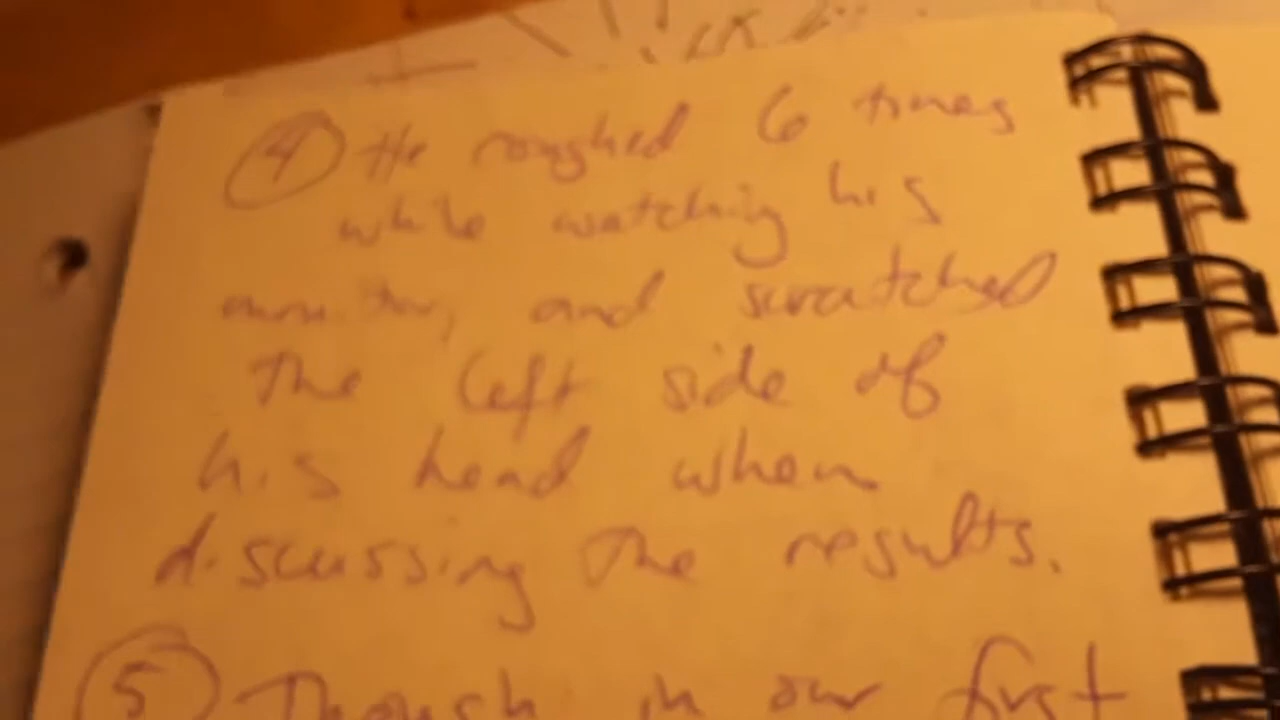 ④ He coughed 6 times
while watching his
monitor, and scratched
the left side of
his head when
discussing the results.
⑤ Though in our first